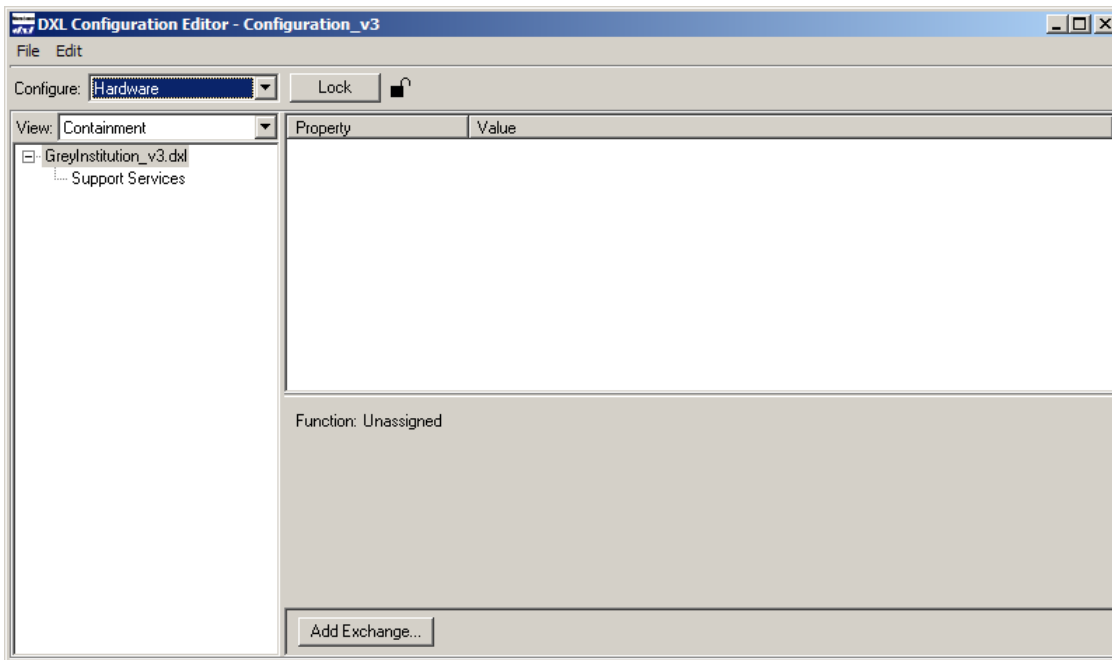 DXL Configuration Editor - Configuration_v3
File Edit
Configure: Hardware Lock
View: Containment Property Value
GreyInstitution_v3.dxl
Support Services
Function: Unassigned
Add Exchange...